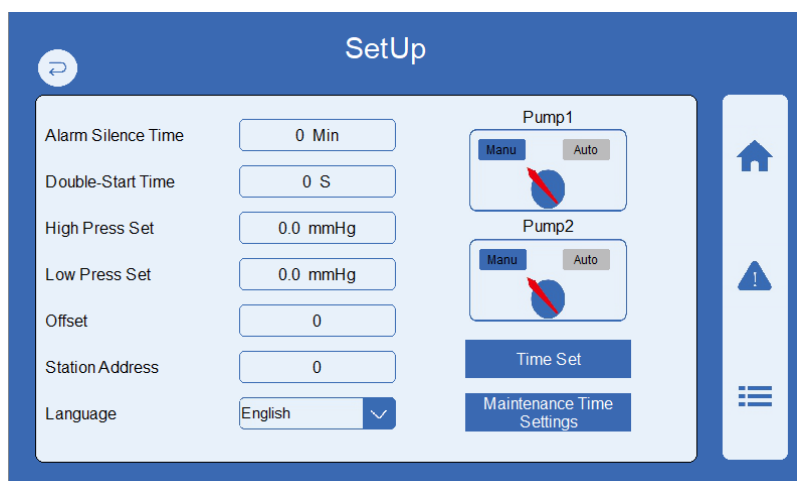 SetUp
Alarm Silence Time
0 Min
Double-Start Time
0 S
High Press Set
0.0 mmHg
Low Press Set
0.0 mmHg
Offset
0
Station Address
0
Language
English
Pump1
Manu
Auto
Pump2
Manu
Auto
Time Set
Maintenance Time
Settings